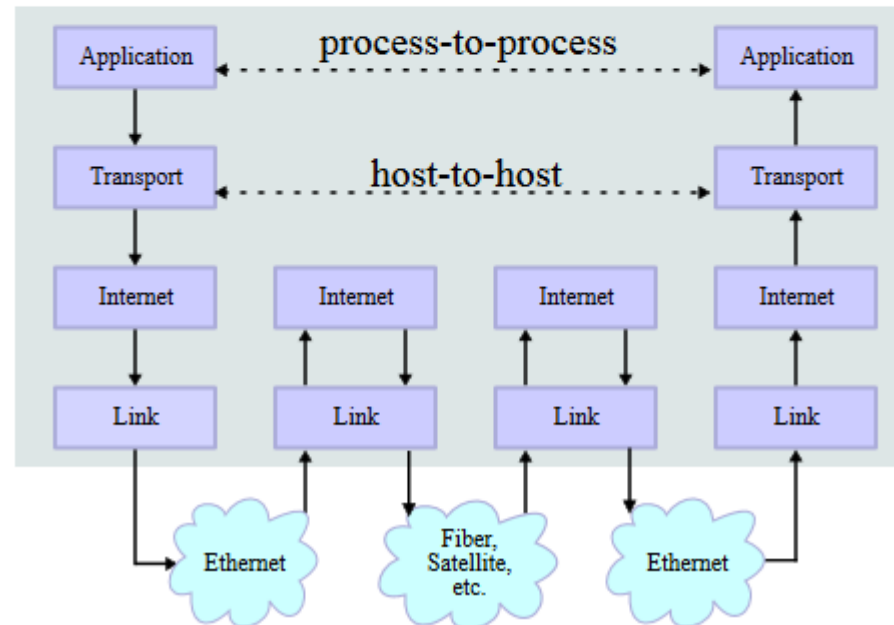 Application
process-to-process
Application
Transport
host-to-host
Transport
Internet
Internet
Internet
Internet
Link
Link
Link
Link
Ethernet
Fiber,
Satellite,
etc.
Ethernet